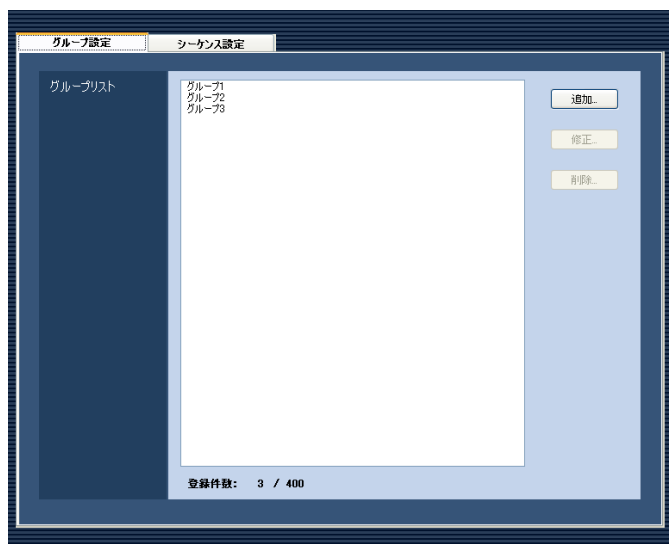 グループ設定 シーケンス設定
グループリスト
グループ1
グループ2
グループ3
追加...
修正...
削除...
登録件数: 3 / 400